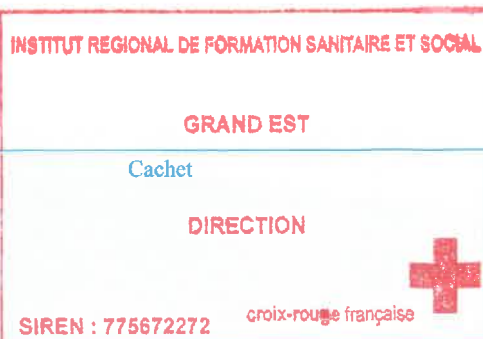 INSTITUT REGIONAL DE FORMATION SANITAIRE ET SOCIAL
GRAND EST
Cachet
DIRECTION
croix-rouge française
SIREN : 775672272